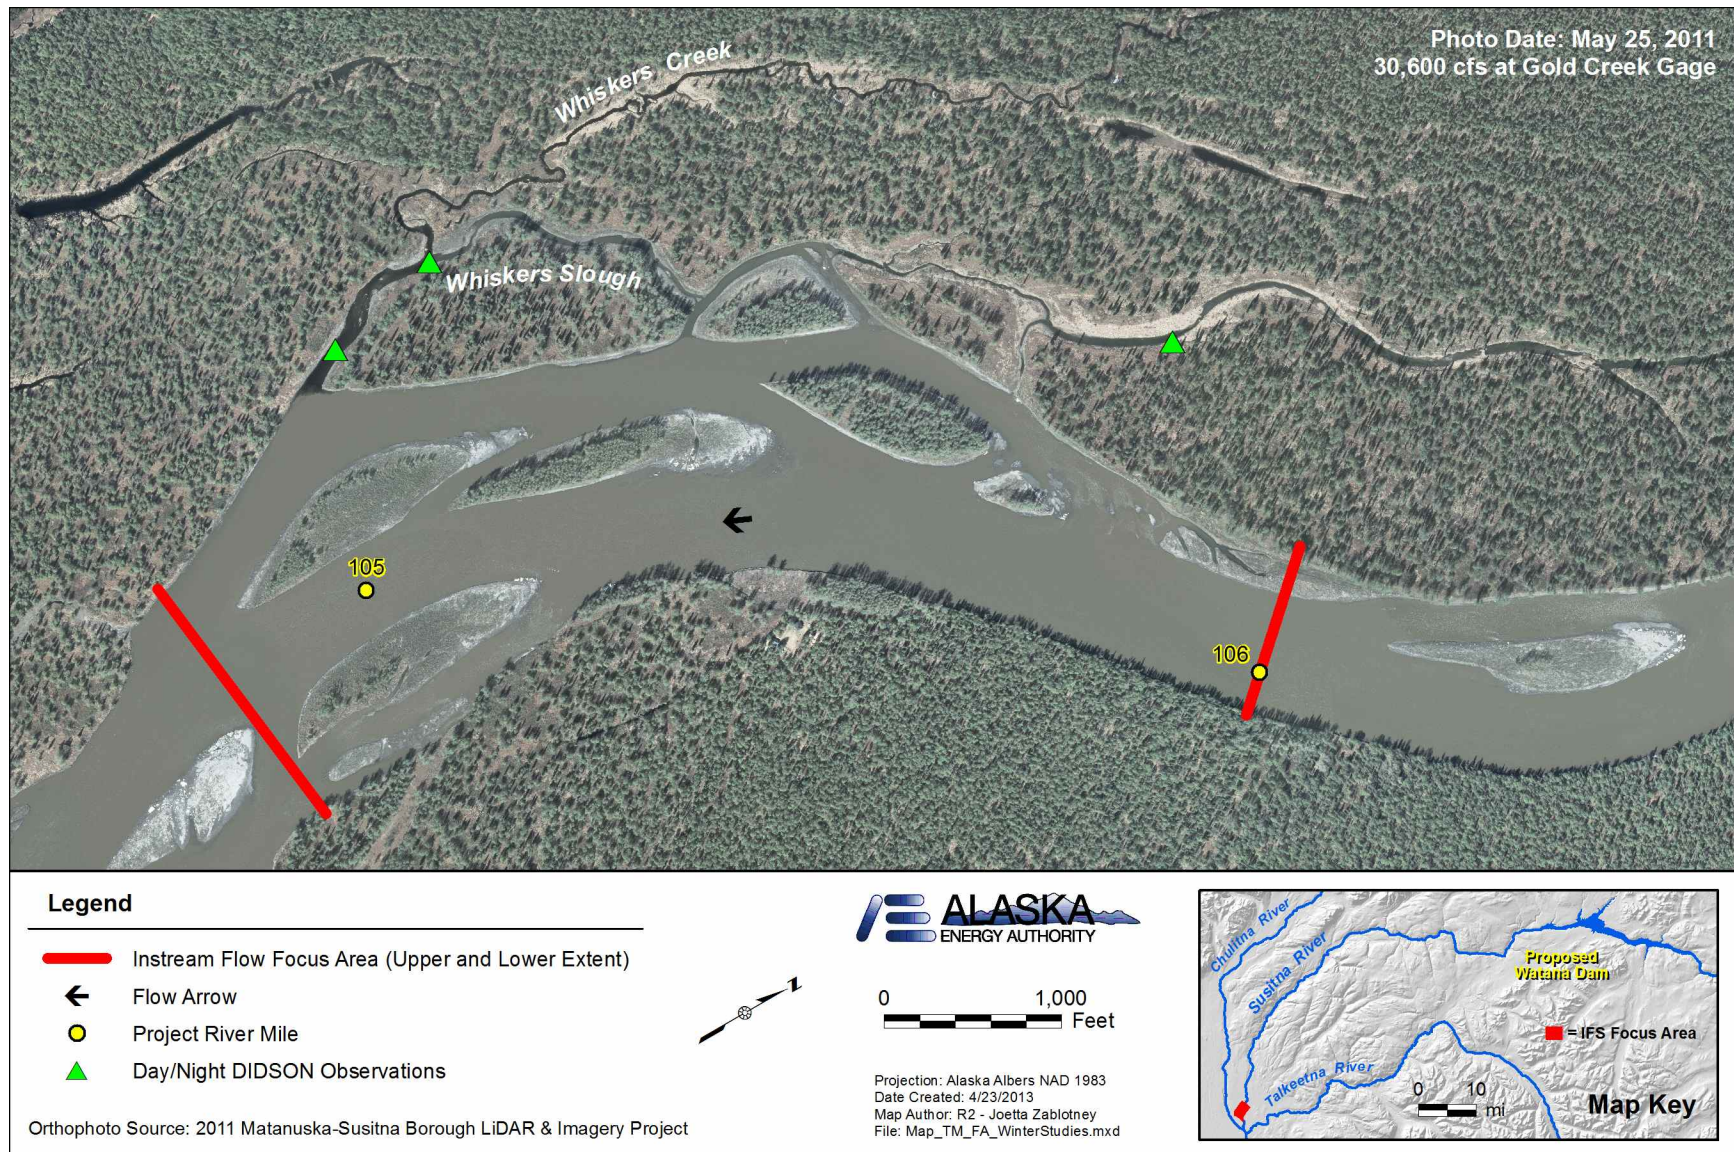 Photo Date: May 25, 2011
30,600 cfs at Gold Creek Gage
Whiskers Creek
Whiskers Slough
105
106
Legend
Instream Flow Focus Area (Upper and Lower Extent)
Flow Arrow
Project River Mile
Day/Night DIDSON Observations
Orthophoto Source: 2011 Matanuska-Susitna Borough LiDAR & Imagery Project
ALASKA
ENERGY AUTHORITY
N
0 1,000
Feet
Projection: Alaska Albers NAD 1983
Date Created: 4/23/2013
Map Author: R2 - Joetta Zablotney
File: Map_TM_FA_WinterStudies.mxd
Chulitna River
Susitna River
Proposed
Watana Dam
= IFS Focus Area
Talkeetna River
0 10
mi
Map Key